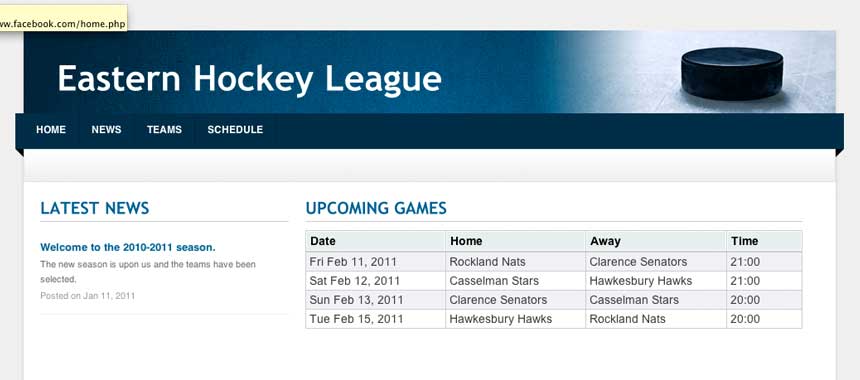 ww.facebook.com/home.php
Eastern Hockey League
HOME NEWS TEAMS SCHEDULE
LATEST NEWS
Welcome to the 2010-2011 season.
The new season is upon us and the teams have been
selected.
Posted on Jan 11, 2011
UPCOMING GAMES
Date Home Away Time
Fri Feb 11, 2011 Rockland Nats Clarence Senators 21:00
Sat Feb 12, 2011 Casselman Stars Hawkesbury Hawks 21:00
Sun Feb 13, 2011 Clarence Senators Casselman Stars 20:00
Tue Feb 15, 2011 Hawkesbury Hawks Rockland Nats 20:00